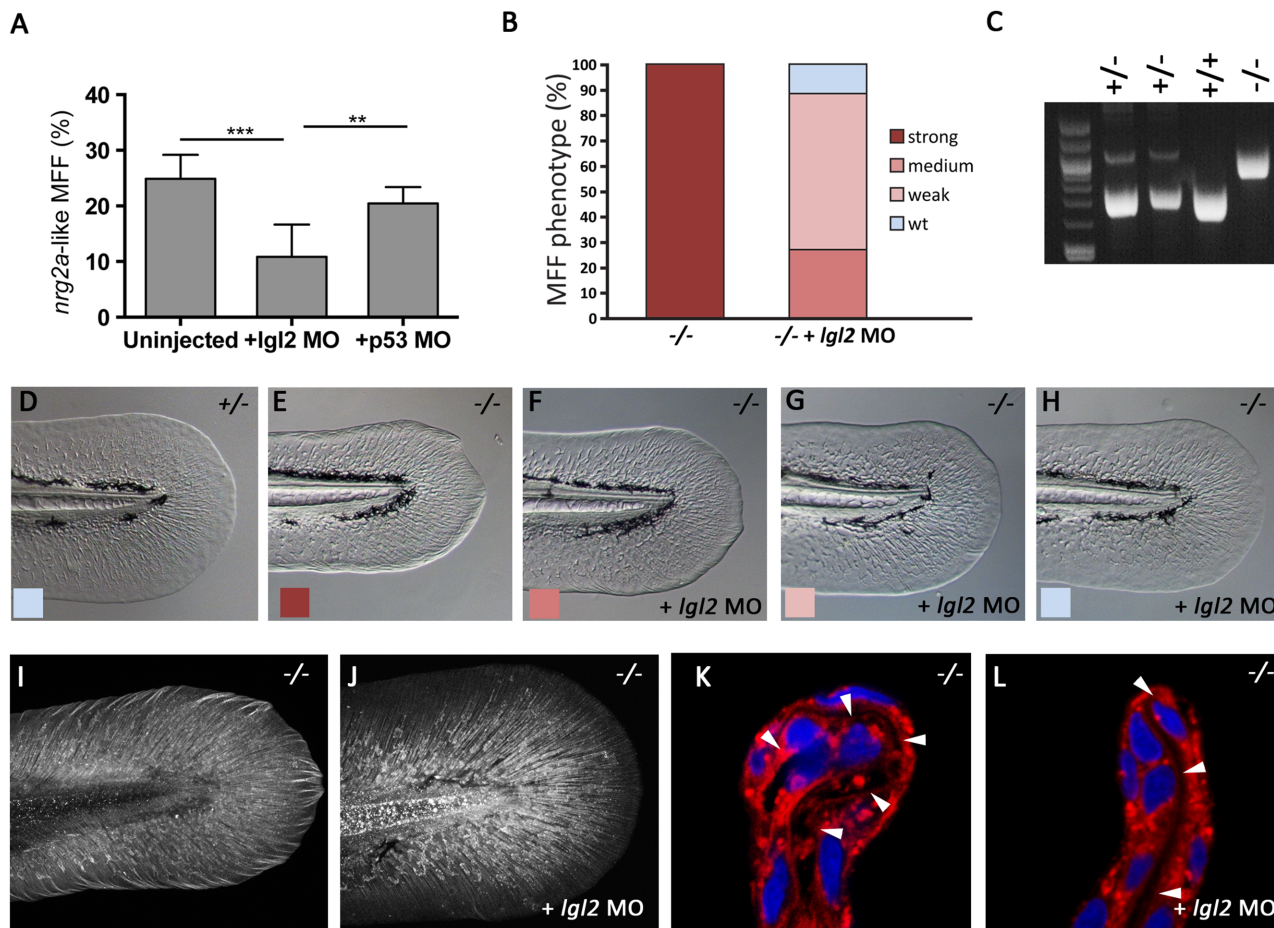 A
nrg2a-like MFF (%)
40
30
20
10
0
***
**
Uninjected +lgl2 MO +p53 MO
B
MFF phenotype (%)
100
90
80
70
60
50
40
30
20
10
0
-/-
-/- + lgl2 MO
strong
medium
weak
wt
C
+/-
+/-
+/+
-/-
D
+/-
E
-/-
F
-/-
+ lgl2 MO
G
-/-
+ lgl2 MO
H
-/-
+ lgl2 MO
I
-/-
J
-/-
+ lgl2 MO
K
-/-
L
-/-
+ lgl2 MO